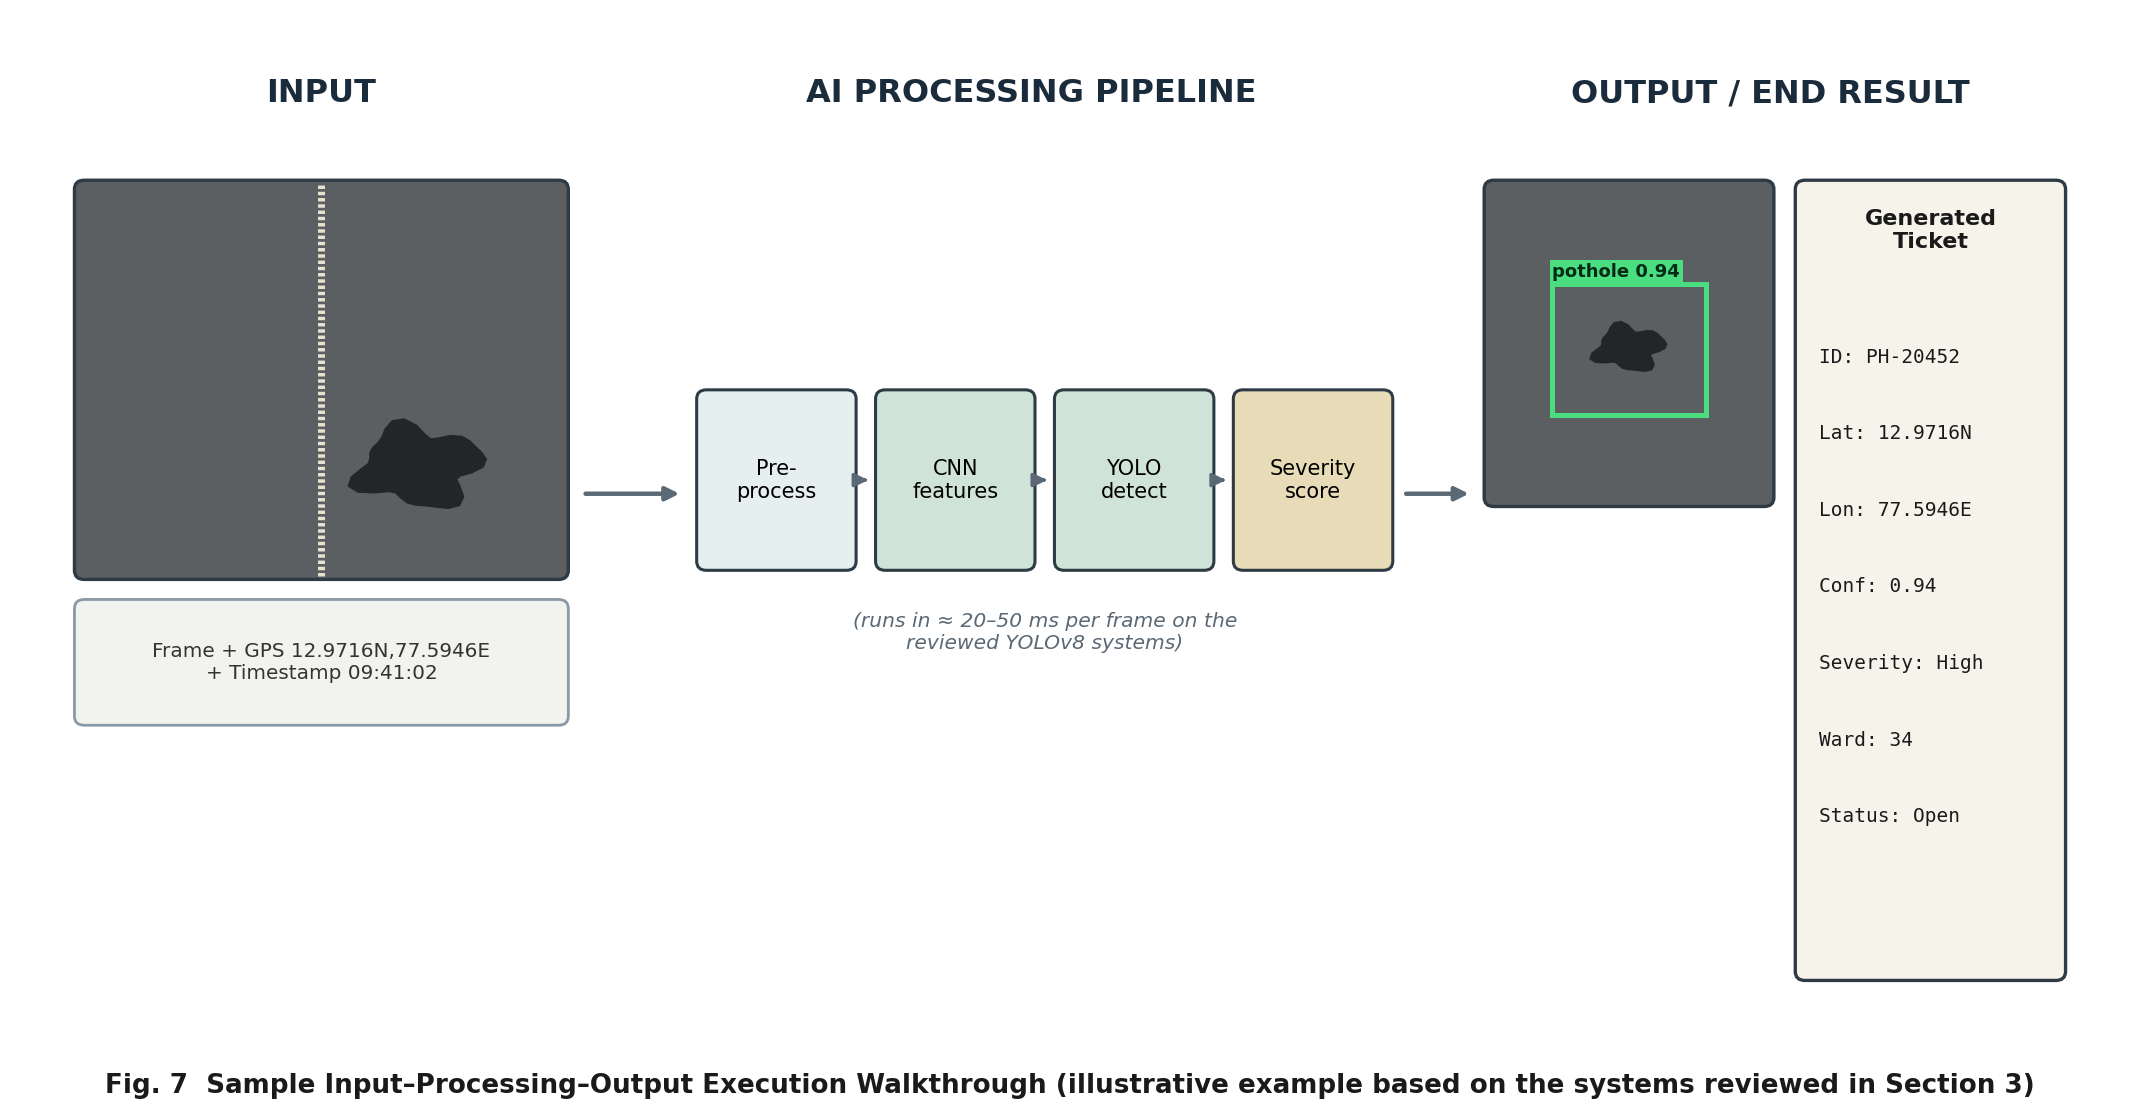 INPUT
AI PROCESSING PIPELINE
OUTPUT / END RESULT
Frame + GPS 12.9716N,77.5946E
+ Timestamp 09:41:02
Pre-
process
CNN
features
YOLO
detect
Severity
score
(runs in ≈ 20–50 ms per frame on the
reviewed YOLOv8 systems)
pothole 0.94
Generated
Ticket
ID: PH-20452
Lat: 12.9716N
Lon: 77.5946E
Conf: 0.94
Severity: High
Ward: 34
Status: Open
Fig. 7  Sample Input–Processing–Output Execution Walkthrough (illustrative example based on the systems reviewed in Section 3)